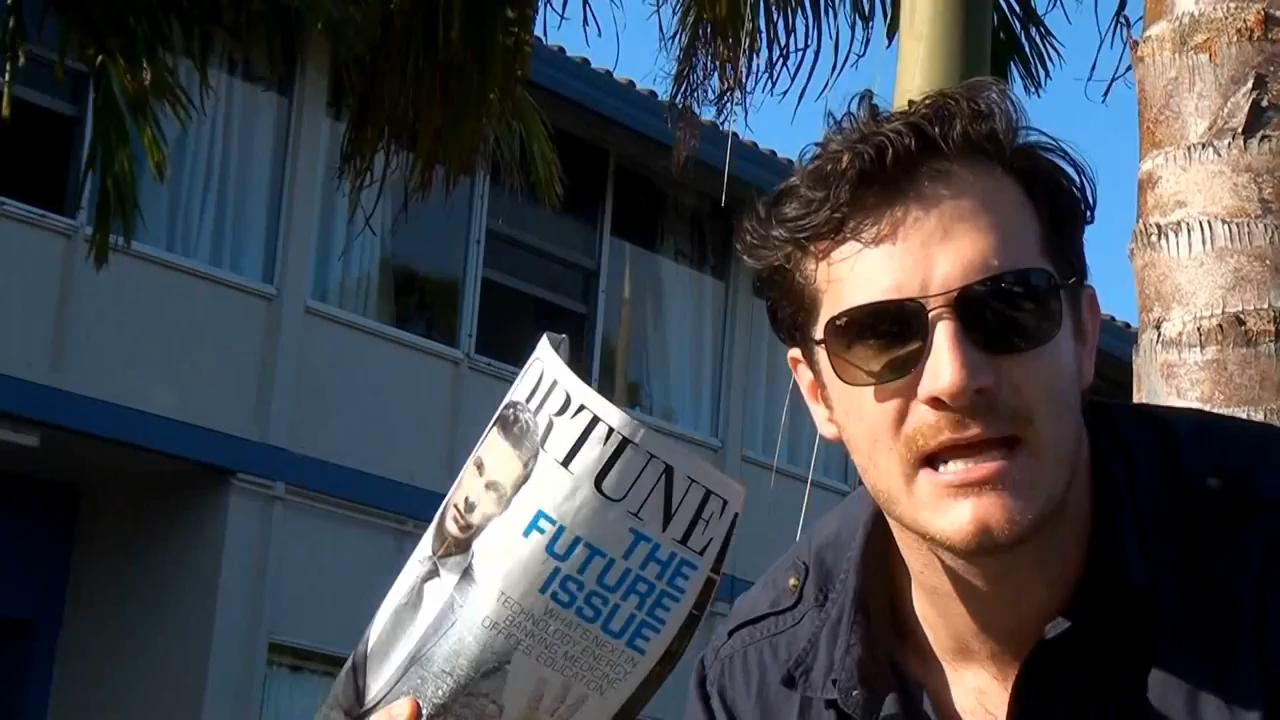 ORTUNE
THE
FUTURE
ISSUE
WHAT'S NEXT IN
TECHNOLOGY, ENERGY,
BANKING, MEDICINE,
OFFICES, EDUCATION,